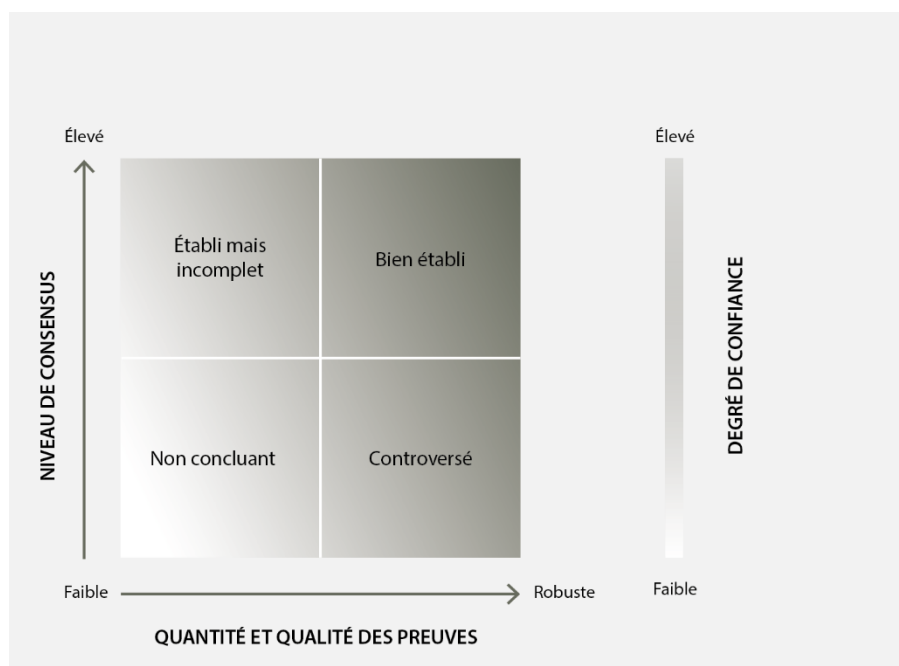 Élevé
Élevé
Établi mais
incomplet
Bien établi
NIVEAU DE CONSENSUS
DEGRÉ DE CONFIANCE
Non concluant
Controversé
Faible
Robuste
Faible
QUANTITÉ ET QUALITÉ DES PREUVES